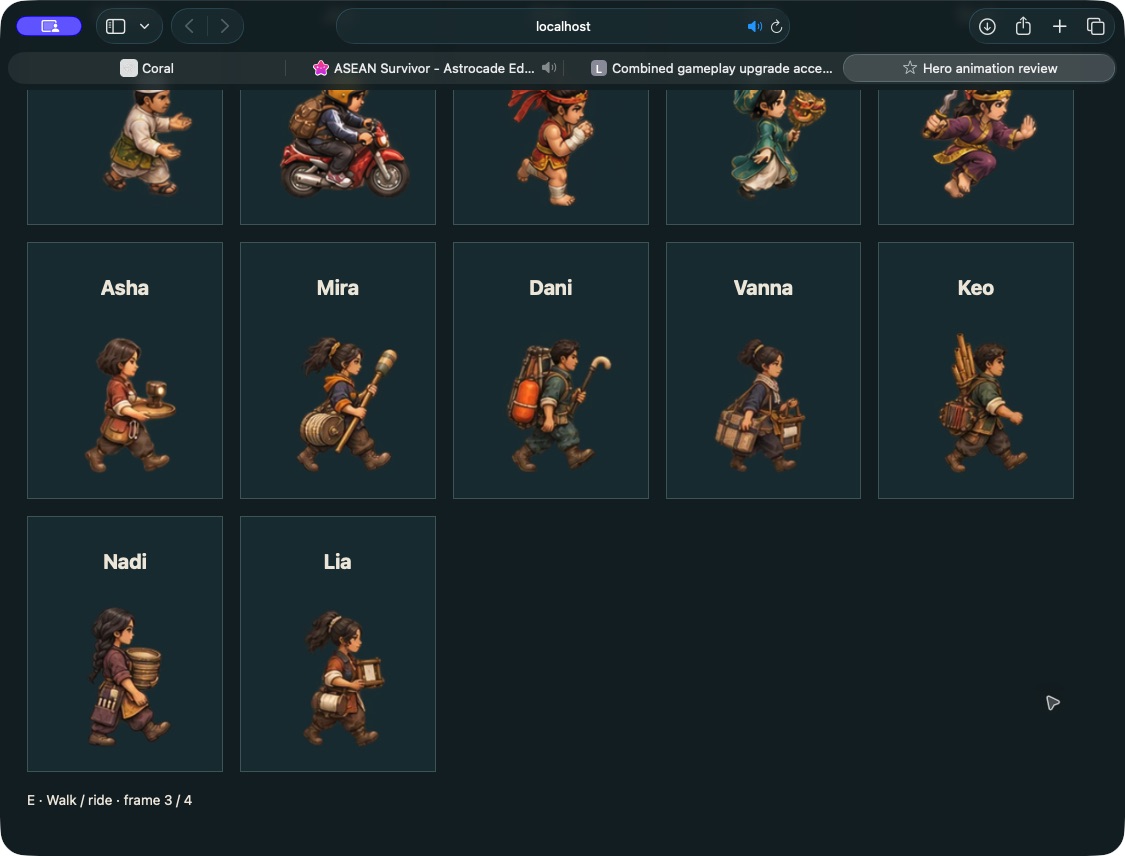 localhost
Coral
ASEAN Survivor - Astrocade Ed...
L Combined gameplay upgrade acce...
Hero animation review
Asha
Mira
Dani
Vanna
Keo
Nadi
Lia
E · Walk / ride · frame 3 / 4